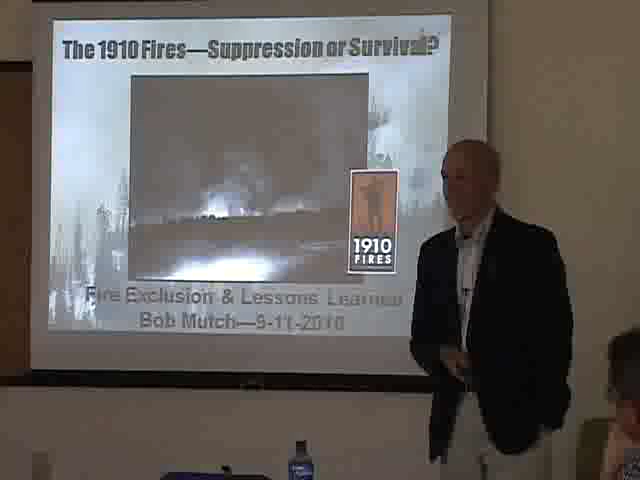 The 1910 Fires—Suppression or Survival?
1910
FIRES
Fire Exclusion & Lessons Learned
Bob Mutch—9-11-2010